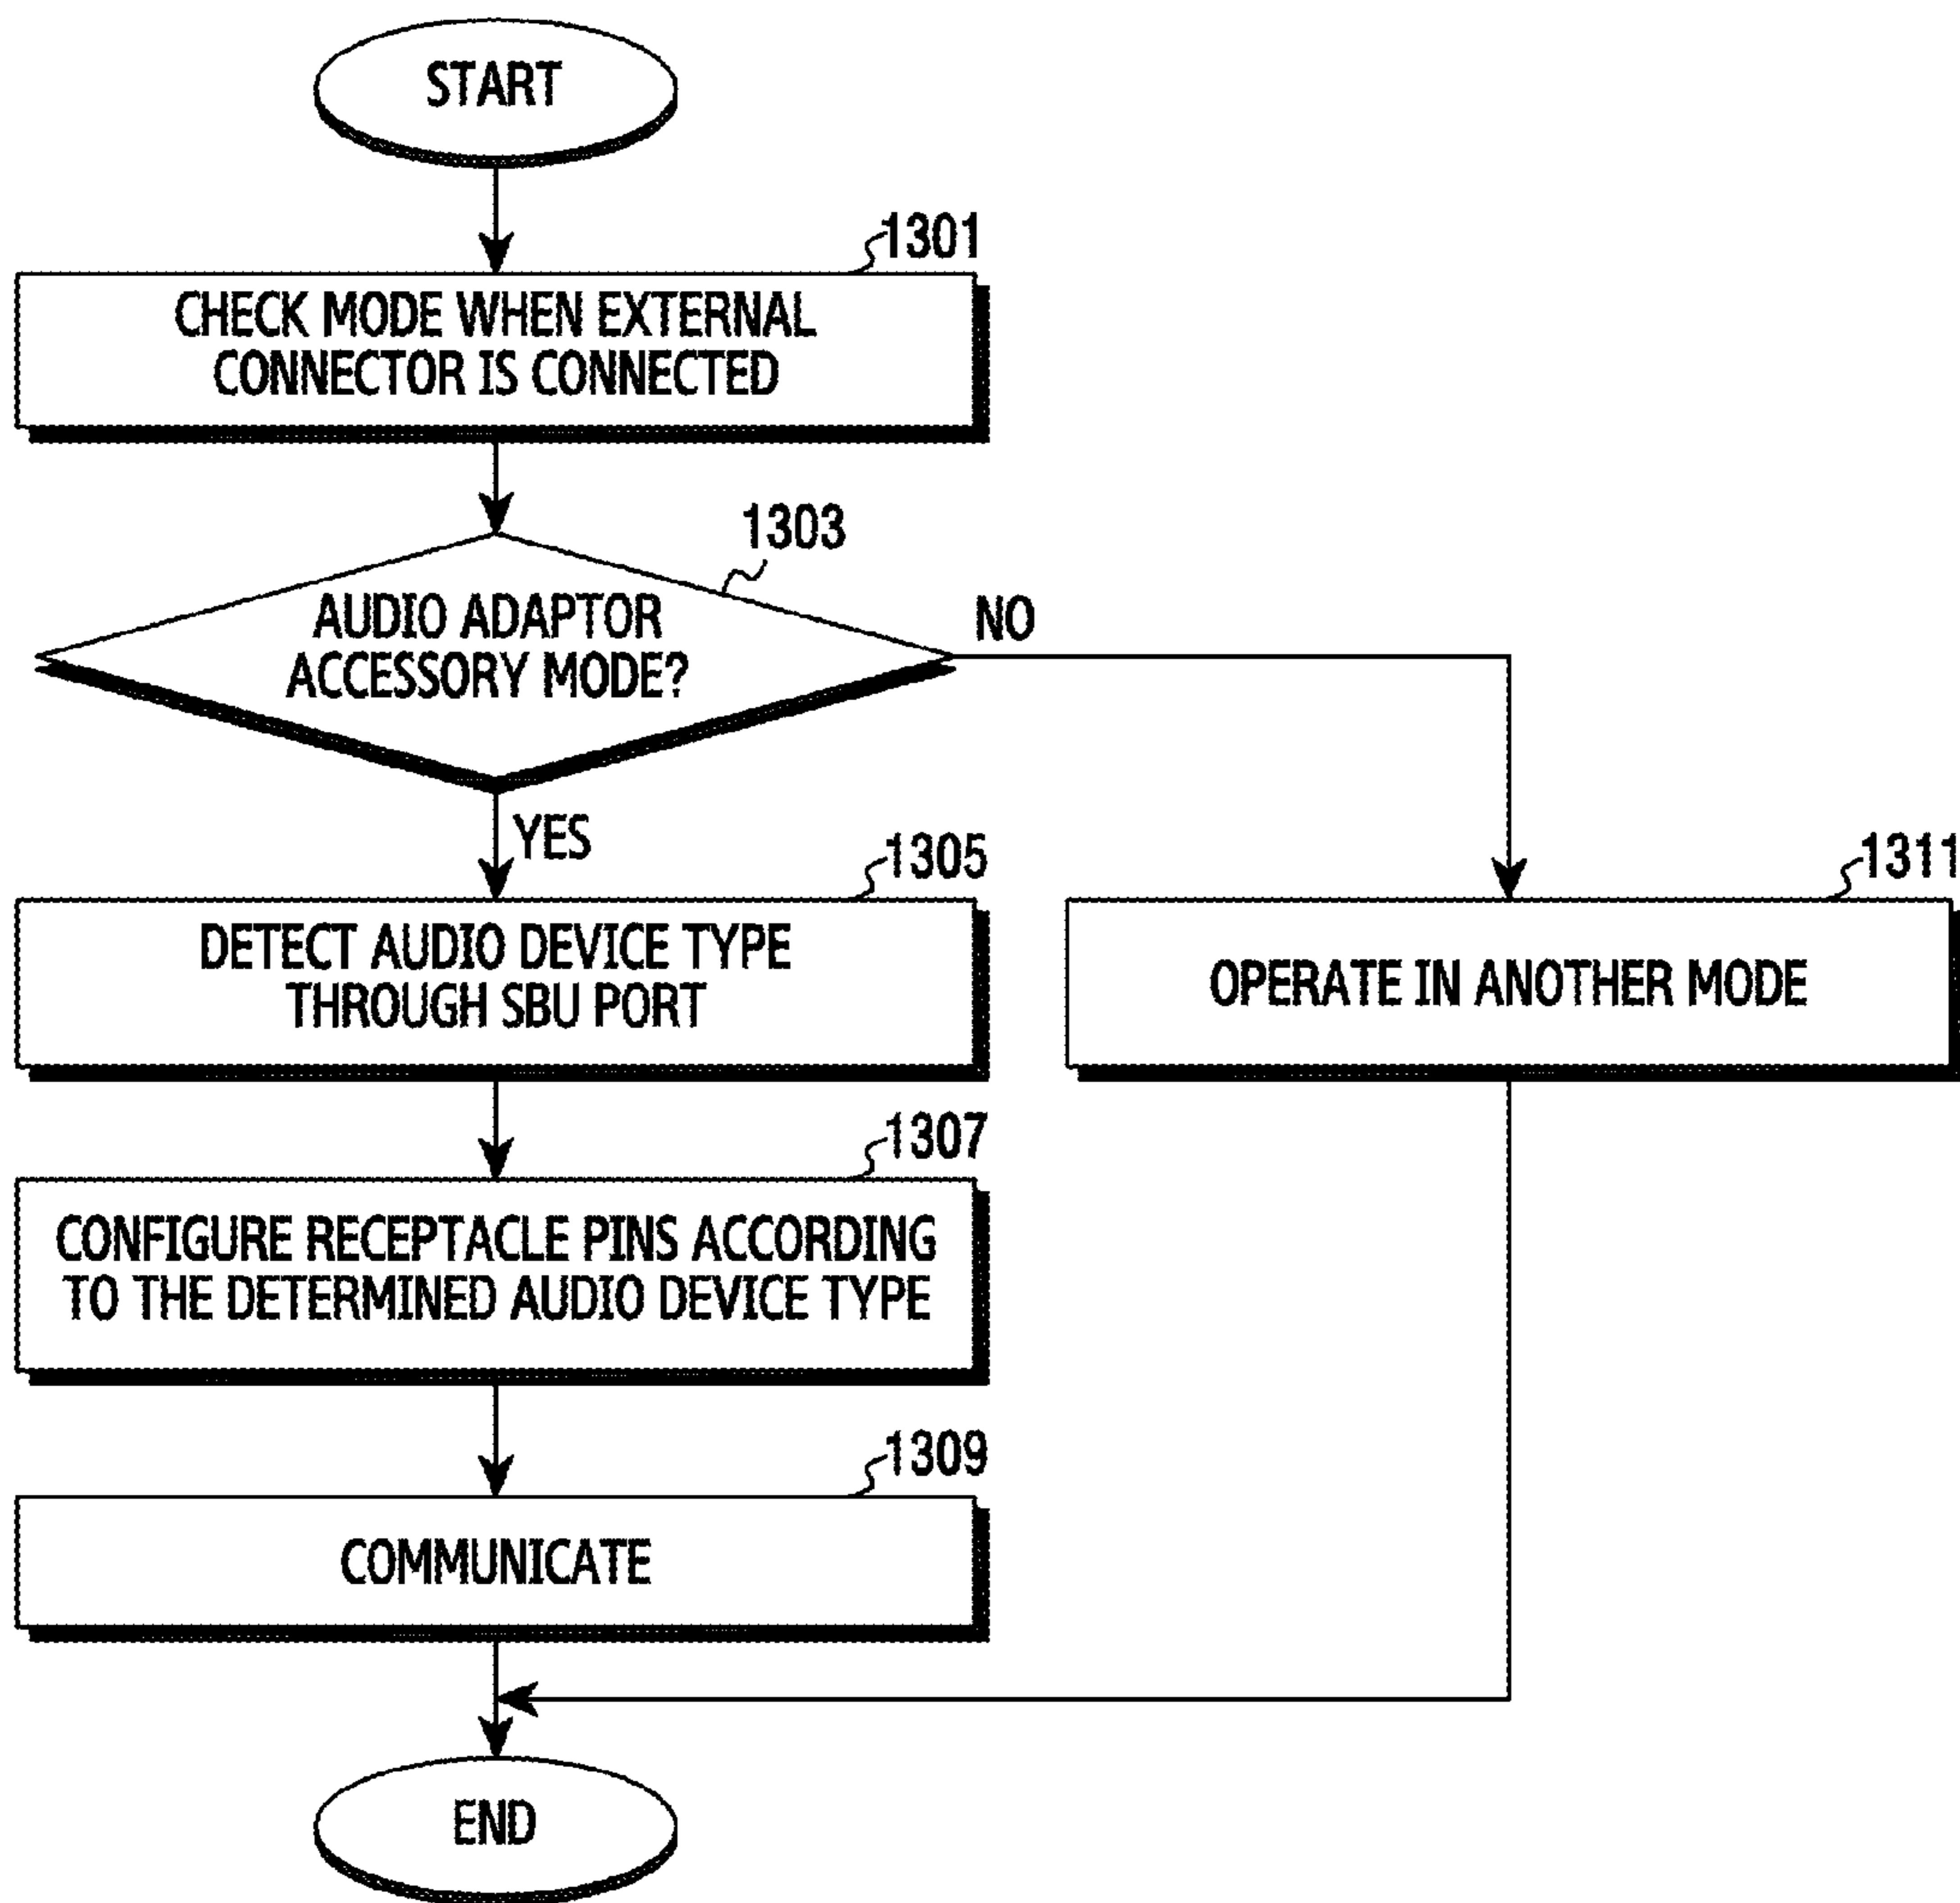 START
1301
CHECK MODE WHEN EXTERNAL
CONNECTOR IS CONNECTED
1303
AUDIO ADAPTOR
ACCESSORY MODE?
NO
YES
1305
DETECT AUDIO DEVICE TYPE
THROUGH SBU PORT
1311
OPERATE IN ANOTHER MODE
1307
CONFIGURE RECEPTACLE PINS ACCORDING
TO THE DETERMINED AUDIO DEVICE TYPE
1309
COMMUNICATE
END